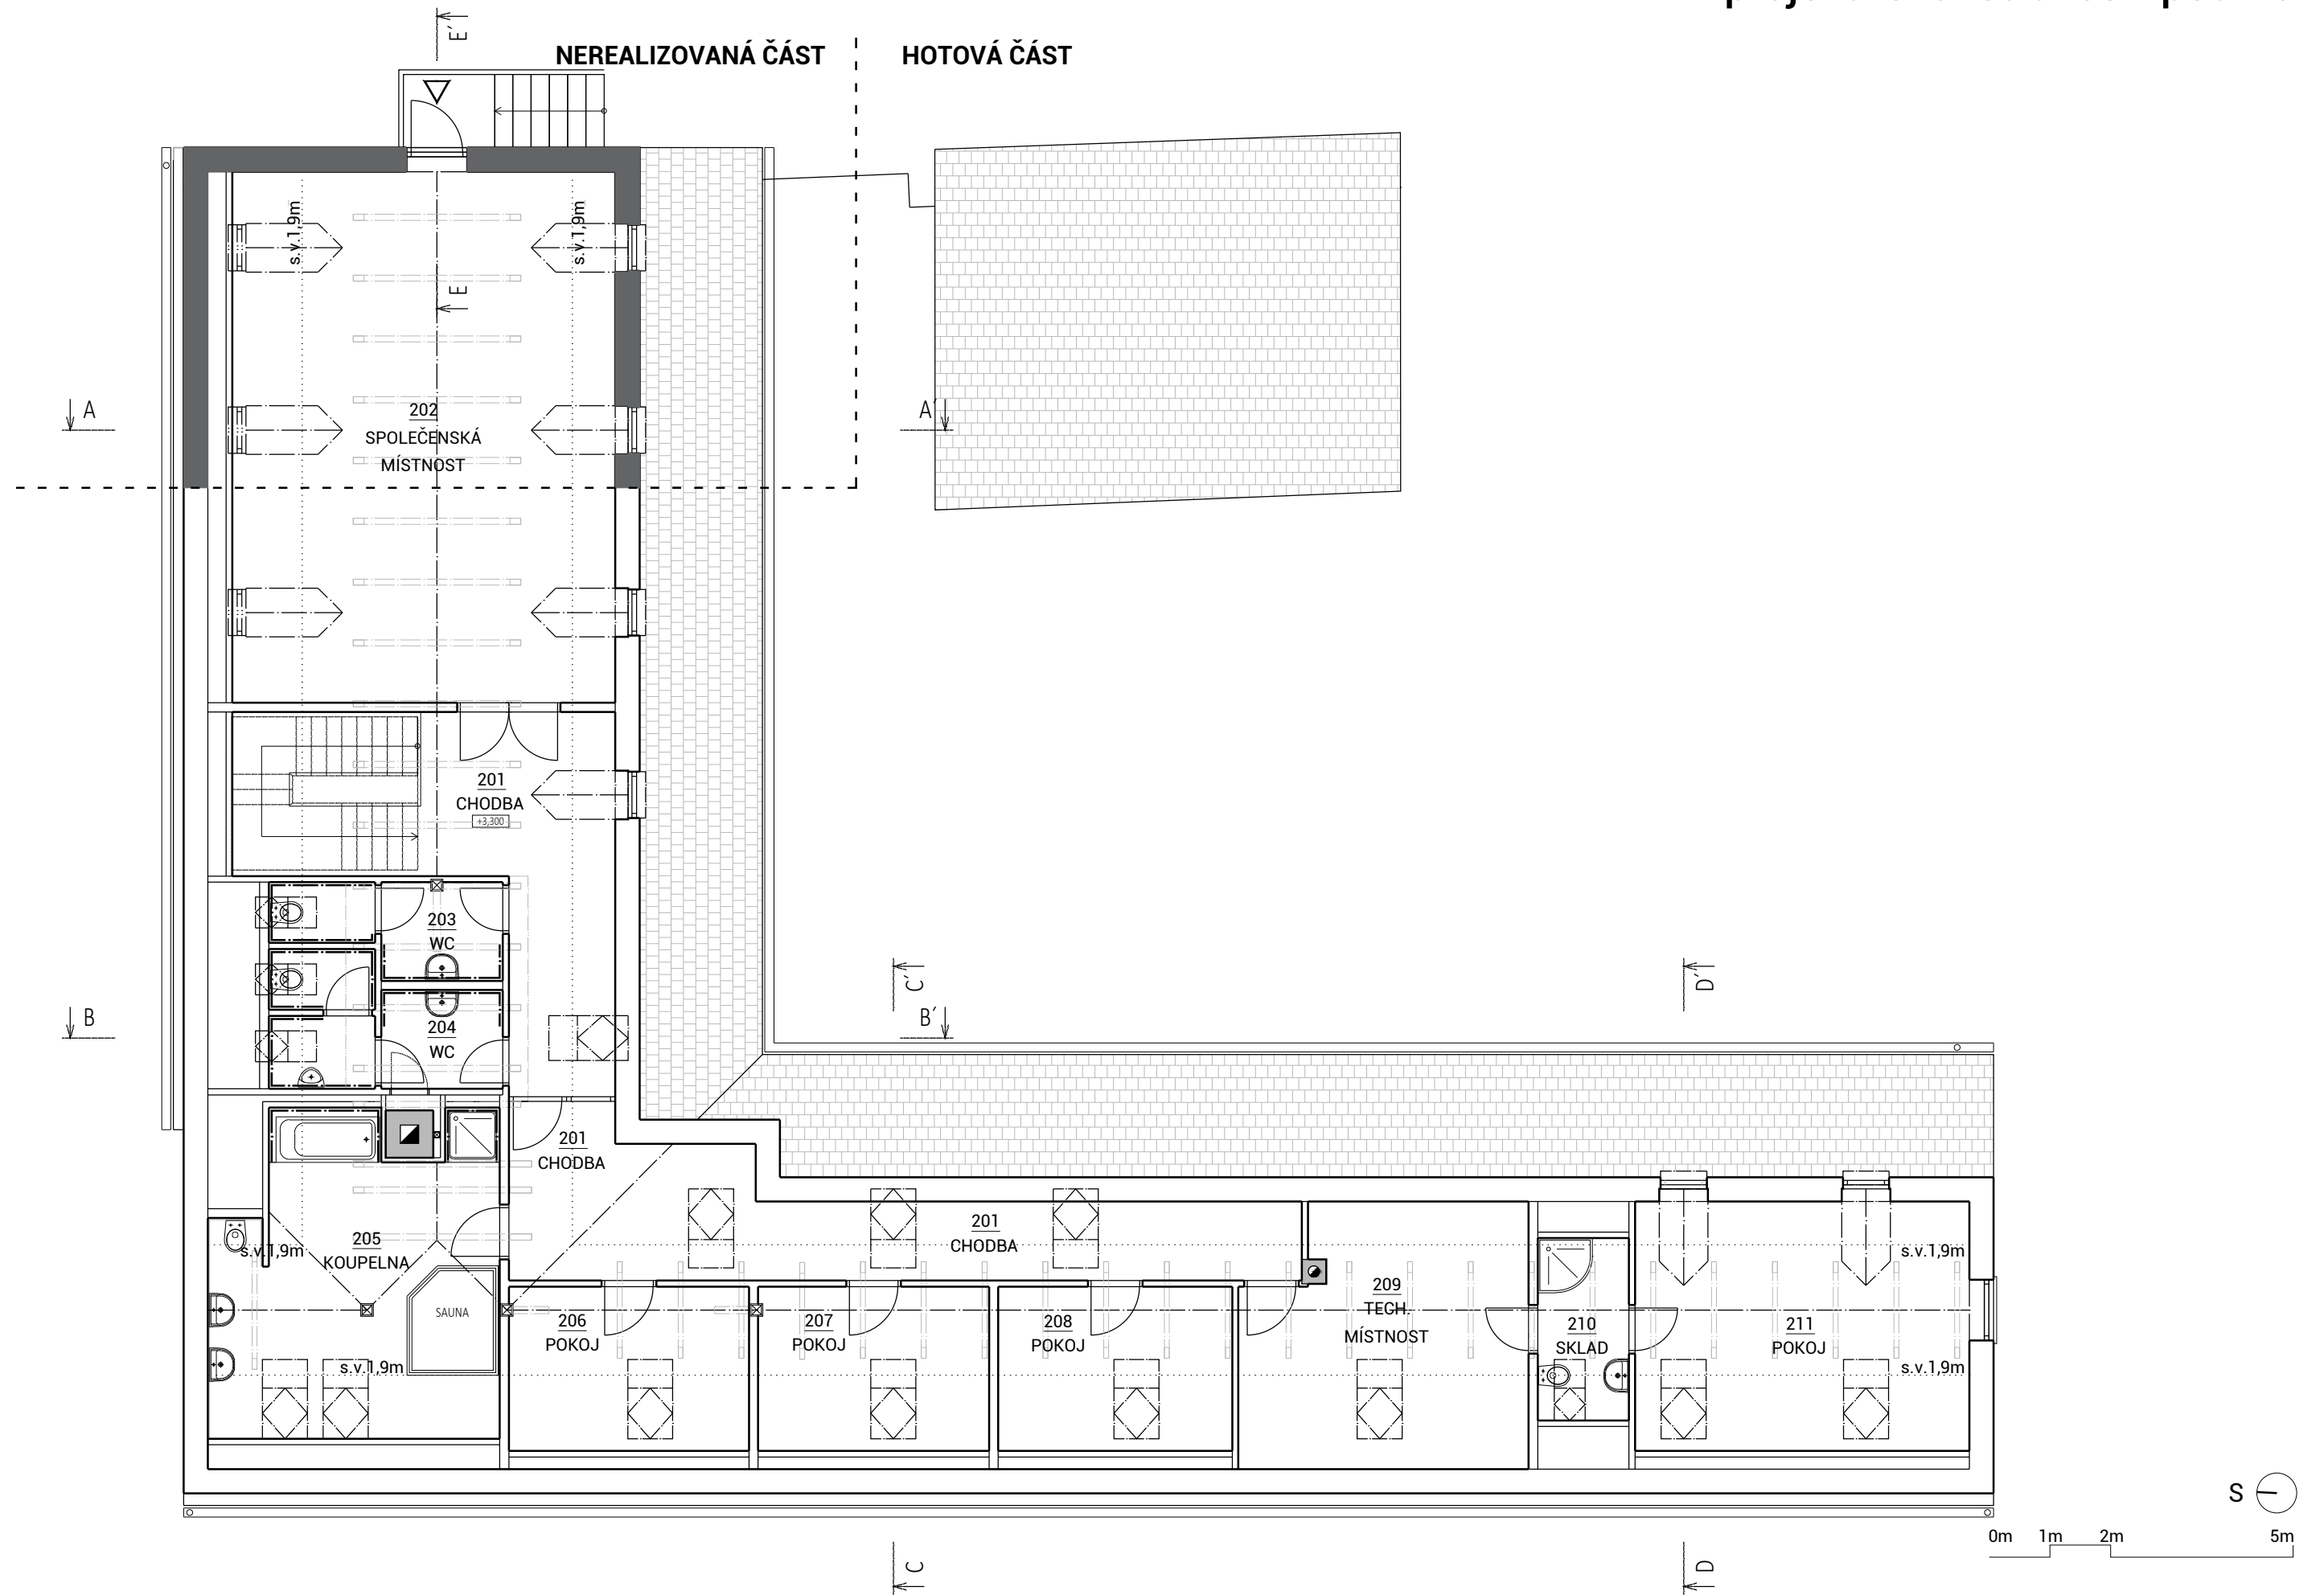 E´
NEREALIZOVANÁ ČÁST
HOTOVÁ ČÁST
s.v.1,9m
s.v.1,9m
E
A
A´
202
SPOLEČENSKÁ
MÍSTNOST
201
CHODBA
+3,300
203
WC
C´
D´
B
B´
204
WC
201
CHODBA
201
CHODBA
205
KOUPELNA
s.v.1,9m
s.v.1,9m
SAUNA
s.v.1,9m
206
POKOJ
207
POKOJ
208
POKOJ
209
TECH.
MÍSTNOST
210
SKLAD
211
POKOJ
s.v.1,9m
S
0m 1m 2m 5m
C
D